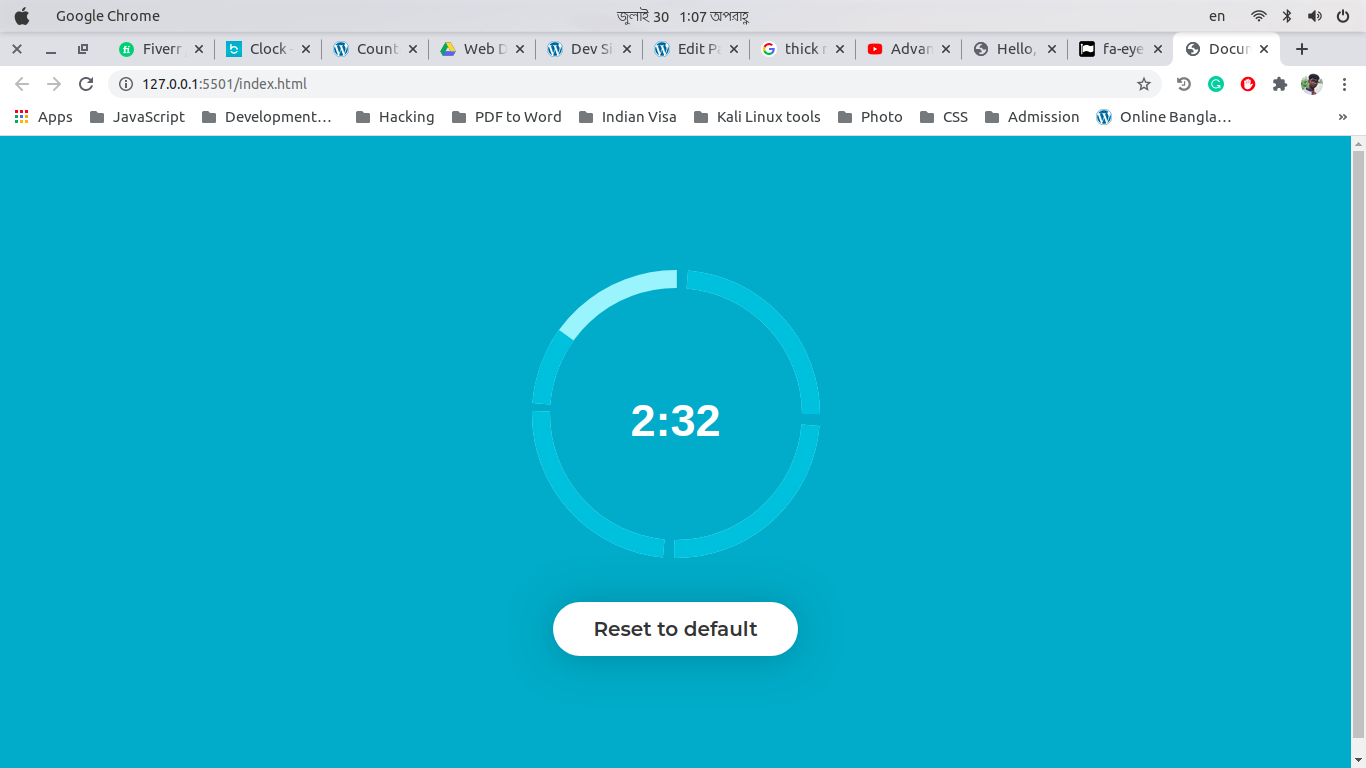 Google Chrome জুলাই 30 1:07 অপরাহ্ণ en
Fiverr Clock Count Web D Dev Si Edit Pa thick r Advan Hello, fa-eye Docum
127.0.0.1:5501/index.html
Apps JavaScript Development… Hacking PDF to Word Indian Visa Kali Linux tools Photo CSS Admission Online Bangla… »
2:32
Reset to default